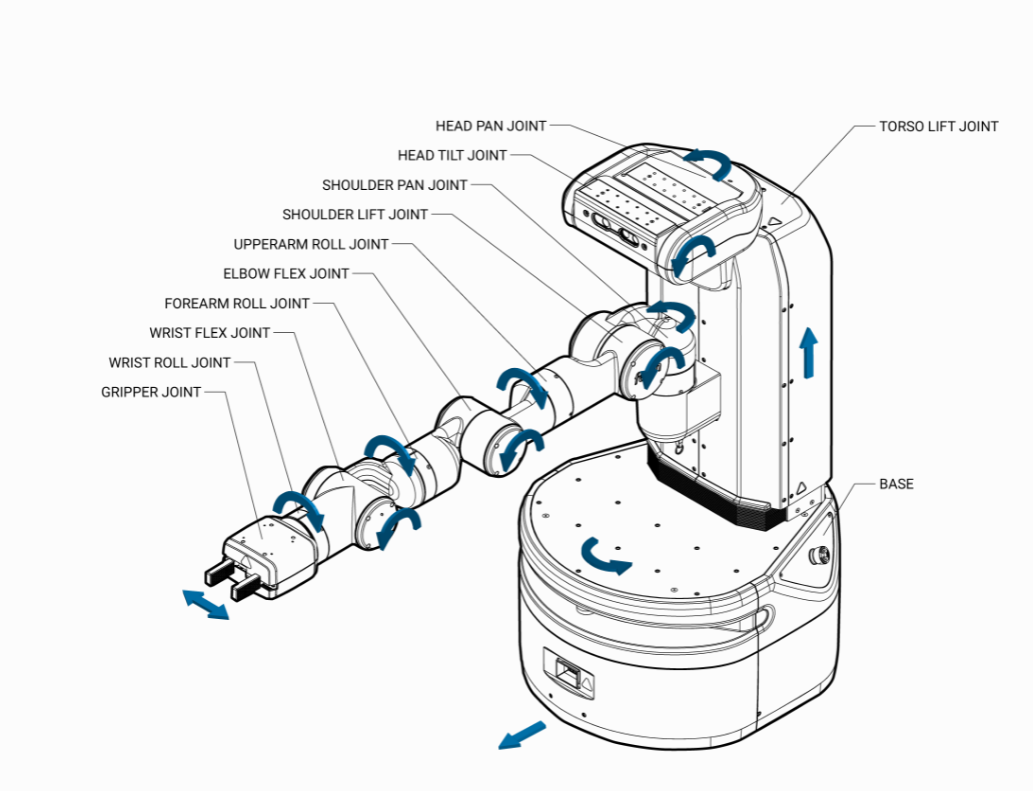 HEAD PAN JOINT
TORSO LIFT JOINT
HEAD TILT JOINT
SHOULDER PAN JOINT
SHOULDER LIFT JOINT
UPPERARM ROLL JOINT
ELBOW FLEX JOINT
FOREARM ROLL JOINT
WRIST FLEX JOINT
WRIST ROLL JOINT
GRIPPER JOINT
BASE